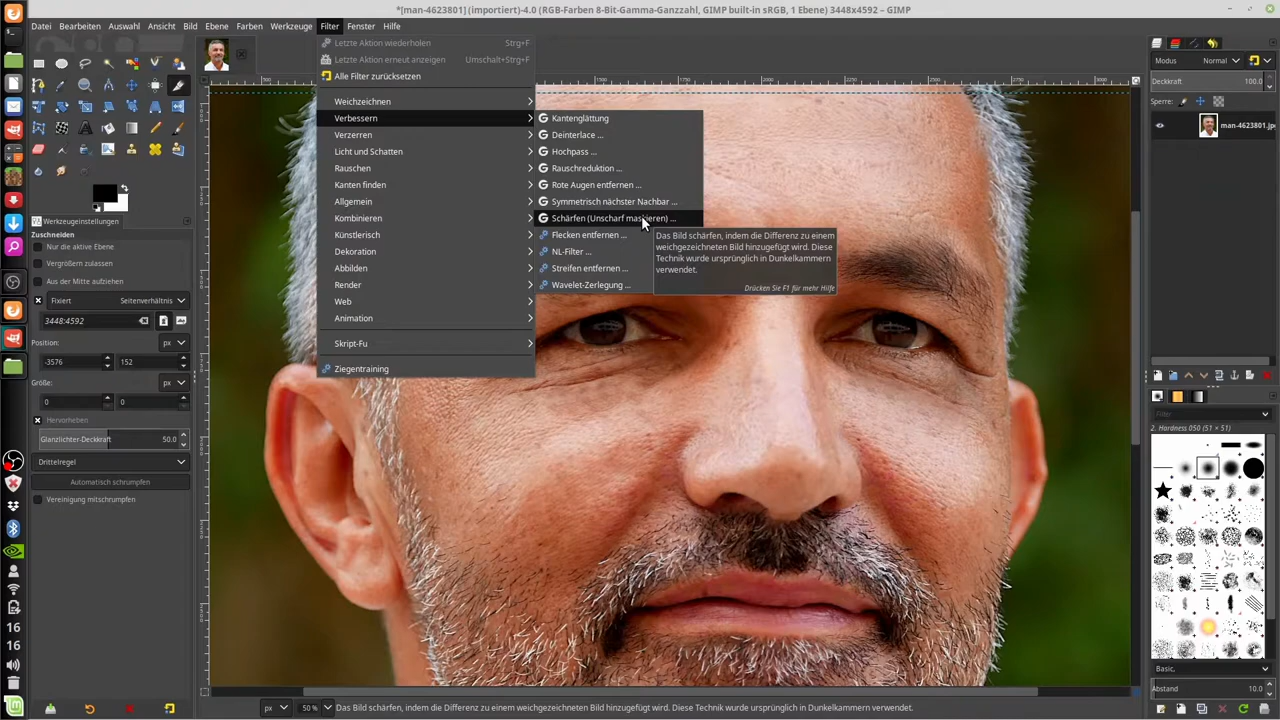 *[man-4623801] (importiert)-4.0 (RGB-Farben 8-Bit-Gamma-Ganzzahl, GIMP built-in sRGB, 1 Ebene) 3448x4592 – GIMP
Datei Bearbeiten Auswahl Ansicht Bild Ebene Farben Werkzeuge Filter Fenster Hilfe
Letzte Aktion wiederholen Strg+F
Letzte Aktion erneut anzeigen Umschalt+Strg+F
Alle Filter zurücksetzen
Weichzeichnen
Verbessern
Verzerren
Licht und Schatten
Rauschen
Kanten finden
Allgemein
Kombinieren
Künstlerisch
Dekoration
Abbilden
Render
Web
Animation
Skript-Fu
Ziegentraining
Kantenglättung
Deinterlace ...
Hochpass ...
Rauschreduktion ...
Rote Augen entfernen ...
Symmetrisch nächster Nachbar ...
Schärfen (Unscharf maskieren) ...
Flecken entfernen ...
NL-Filter ...
Streifen entfernen ...
Wavelet-Zerlegung ...
Das Bild schärfen, indem die Differenz zu einem
weichgezeichneten Bild hinzugefügt wird. Diese
Technik wurde ursprünglich in Dunkelkammern
verwendet.
Drücken Sie F1 für mehr Hilfe
Werkzeugeinstellungen
Nur die aktive Ebene
Vergrößern zulassen
Aus der Mitte aufziehen
Fixiert Seitenverhältnis
3448:4592
Position: px
-3576 152
Größe: px
0 0
Hervorheben
Glanzlichter-Deckkraft 50.0
Drittelregel
Automatisch schrumpfen
Vereinigung mitschrumpfen
16
16
Modus Normal
Deckkraft 100.0
Sperre:
man-4623801.jpg
Filter
2. Hardness 050 (51 × 51)
Basic,
Abstand 10.0
px 50 % Das Bild schärfen, indem die Differenz zu einem weichgezeichneten Bild hinzugefügt wird. Diese Technik wurde ursprünglich in Dunkelkammern verwendet.